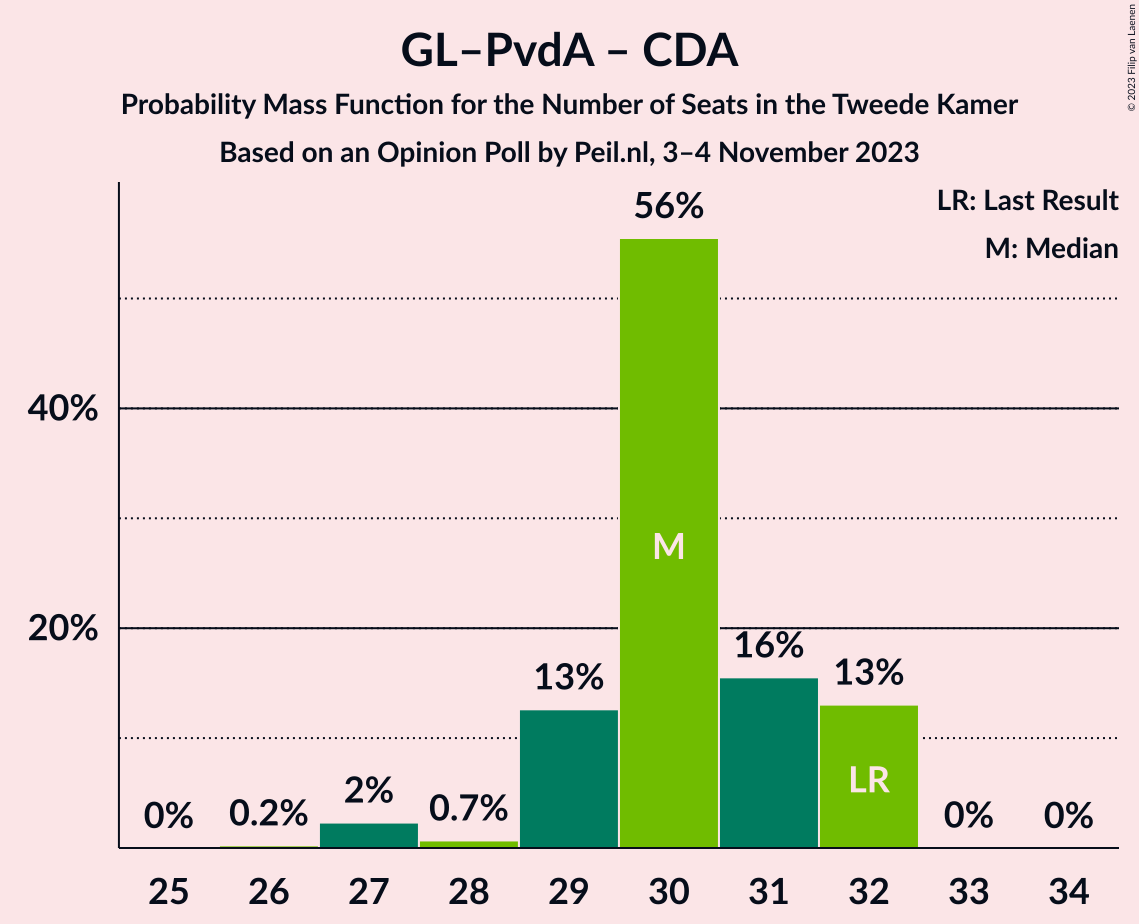 GL–PvdA – CDA
Probability Mass Function for the Number of Seats in the Tweede Kamer
Based on an Opinion Poll by Peil.nl, 3–4 November 2023
© 2023 Filip van Laenen
LR: Last Result
M: Median
56%
40%
M
20%
16%
13%
13%
LR
2%
0.7%
0.2%
0%
0%
0%
25 26 27 28 29 30 31 32 33 34